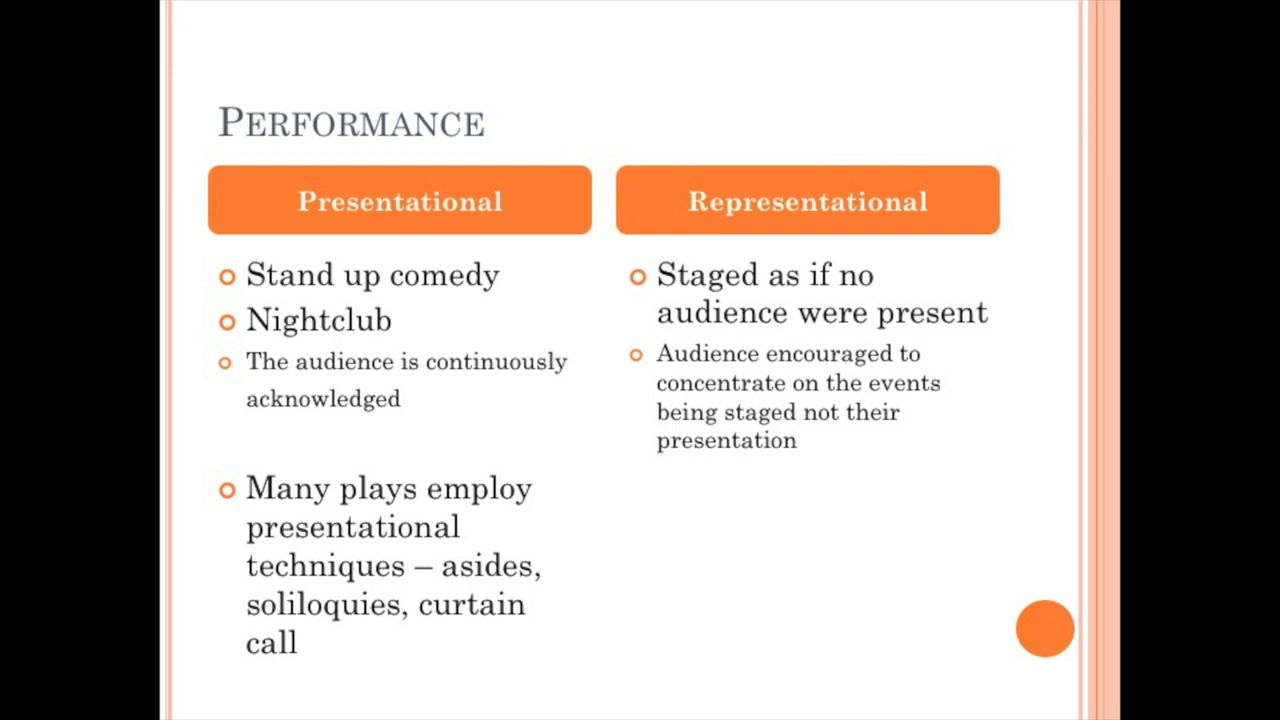 PERFORMANCE
Presentational
Stand up comedy
Nightclub
The audience is continuously
acknowledged
Many plays employ
presentational
techniques – asides,
soliloquies, curtain
call
Representational
Staged as if no
audience were present
Audience encouraged to
concentrate on the events
being staged not their
presentation